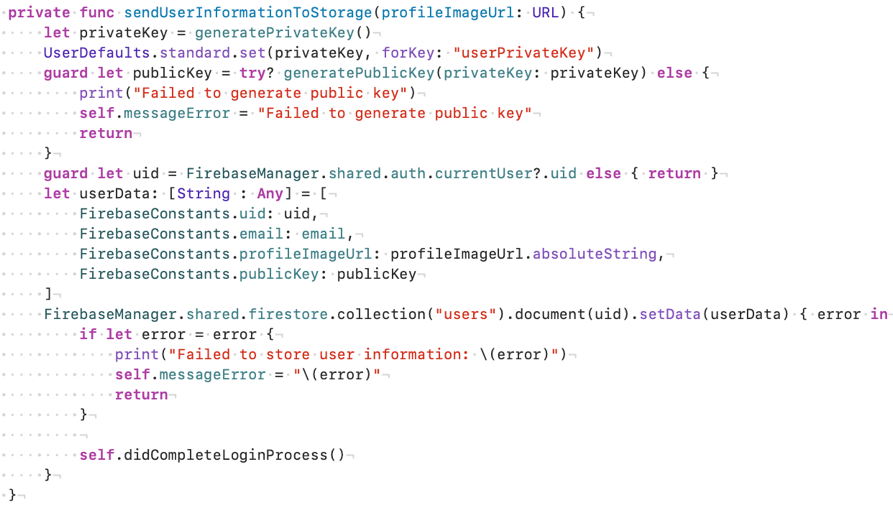 private func sendUserInformationToStorage(profileImageUrl: URL) {
let privateKey = generatePrivateKey()
UserDefaults.standard.set(privateKey, forKey: "userPrivateKey")
guard let publicKey = try? generatePublicKey(privateKey: privateKey) else {
print("Failed to generate public key")
self.messageError = "Failed to generate public key"
return
}
guard let uid = FirebaseManager.shared.auth.currentUser?.uid else { return }
let userData: [String : Any] = [
FirebaseConstants.uid: uid,
FirebaseConstants.email: email,
FirebaseConstants.profileImageUrl: profileImageUrl.absoluteString,
FirebaseConstants.publicKey: publicKey
]
FirebaseManager.shared.firestore.collection("users").document(uid).setData(userData) { error in
if let error = error {
print("Failed to store user information: \(error)")
self.messageError = "\(error)"
return
}
self.didCompleteLoginProcess()
}
}